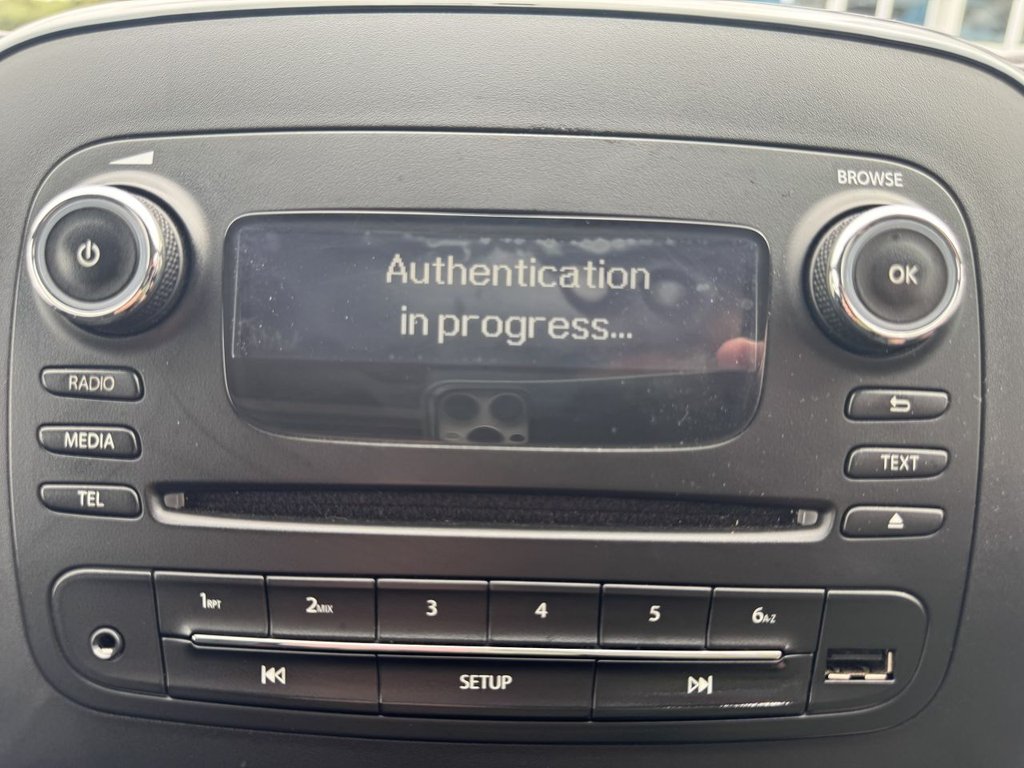 BROWSE
Authentication
in progress...
OK
RADIO
MEDIA
TEXT
TEL
1RPT
2MIX
3
4
5
6A-Z
SETUP